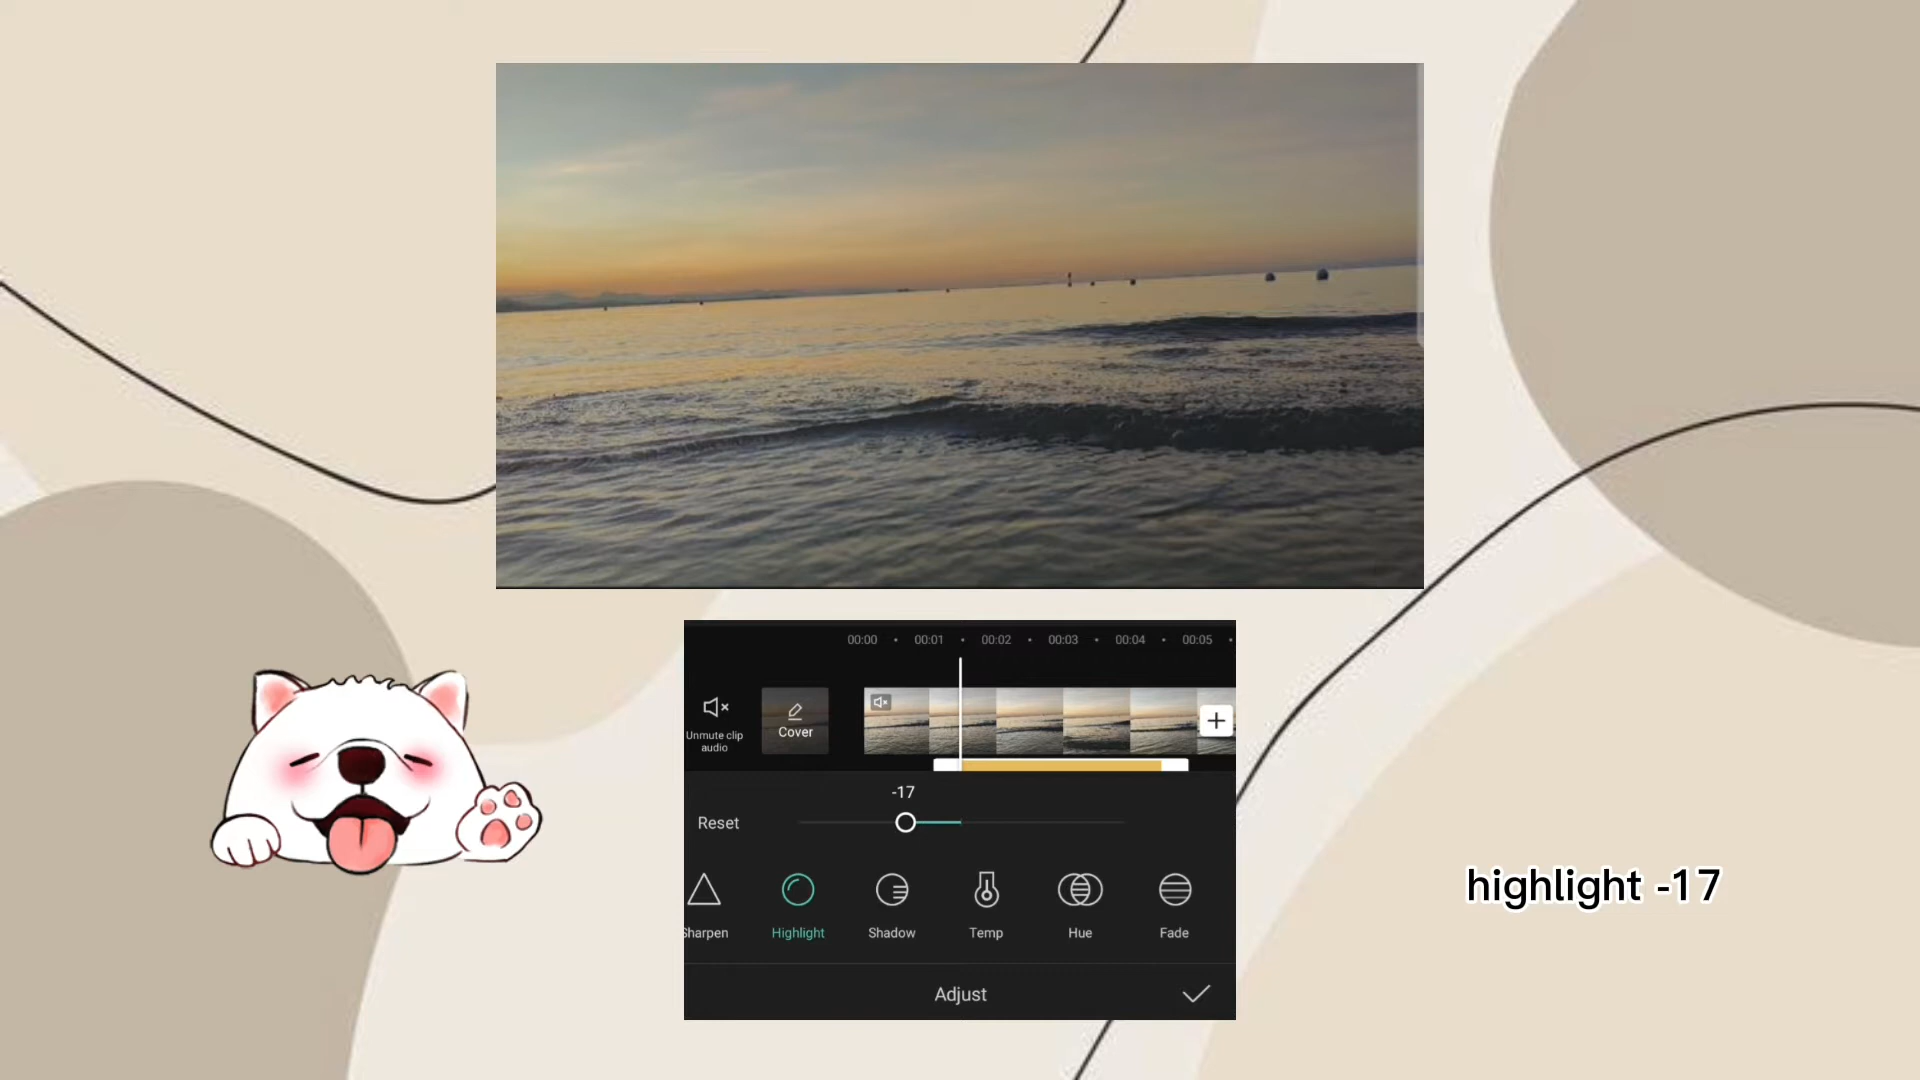 00:00 • 00:01 • 00:02 • 00:03 • 00:04 • 00:05 •
Unmute clip
audio
Cover
-17
Reset
Sharpen Highlight Shadow Temp Hue Fade
Adjust
highlight -17